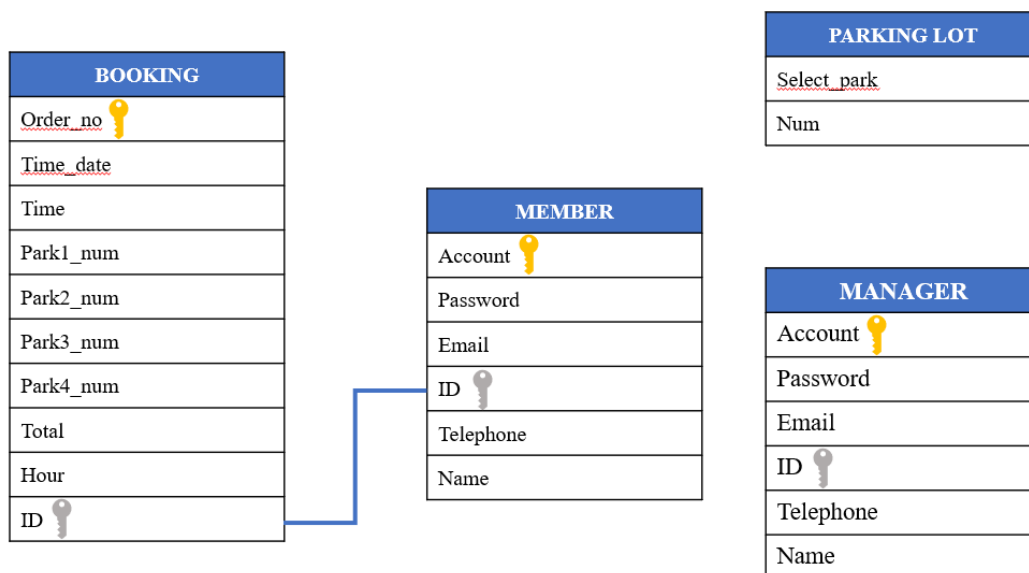 BOOKING
Order_no
Time_date
Time
Park1_num
Park2_num
Park3_num
Park4_num
Total
Hour
ID
MEMBER
Account
Password
Email
ID
Telephone
Name
PARKING LOT
Select_park
Num
MANAGER
Account
Password
Email
ID
Telephone
Name